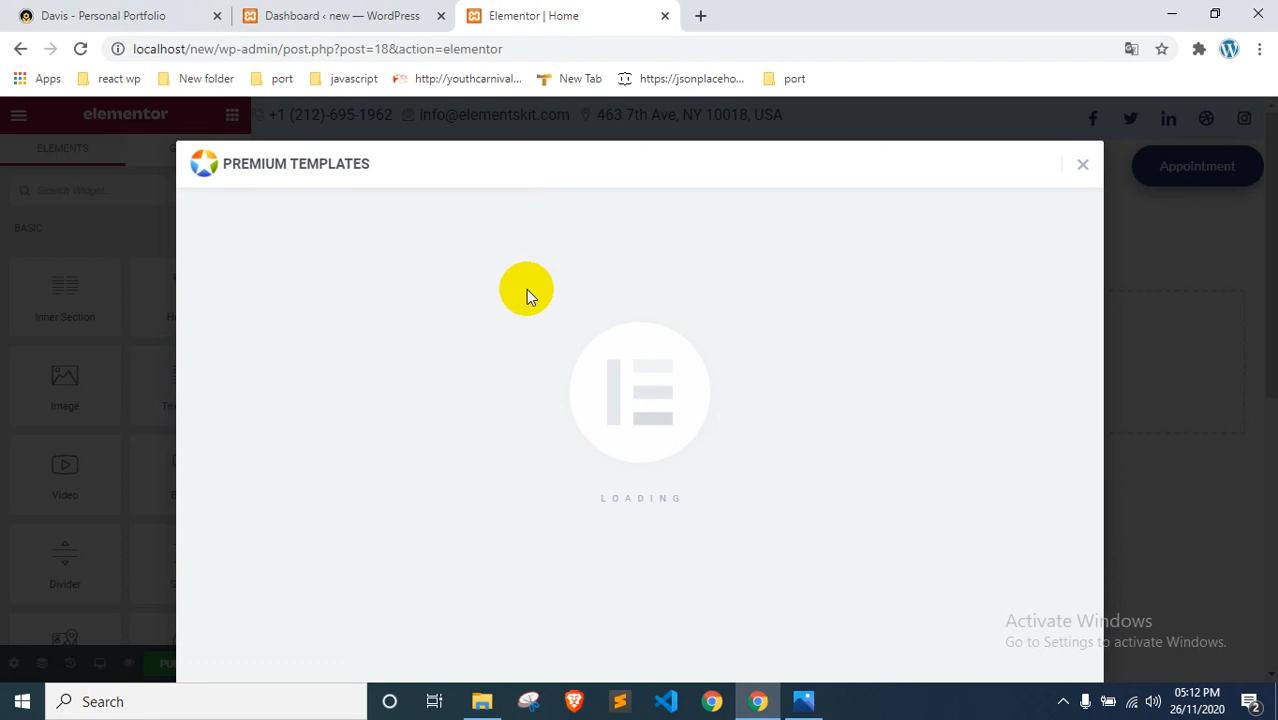 Davis - Personal Portfolio
Dashboard ‹ new — WordPress
Elementor | Home
localhost/new/wp-admin/post.php?post=18&action=elementor
Apps
react wp
New folder
port
javascript
http://youthcarnival...
New Tab
https://jsonplaceho...
port
elementor
+1 (212)-695-1962
info@elementskit.com
463 7th Ave, NY 10018, USA
ELEMENTS
PREMIUM TEMPLATES
Appointment
Search Widget...
BASIC
Inner Section
Image
Video
Divider
LOADING
Activate Windows
Go to Settings to activate Windows.
Search
05:12 PM
26/11/2020
2